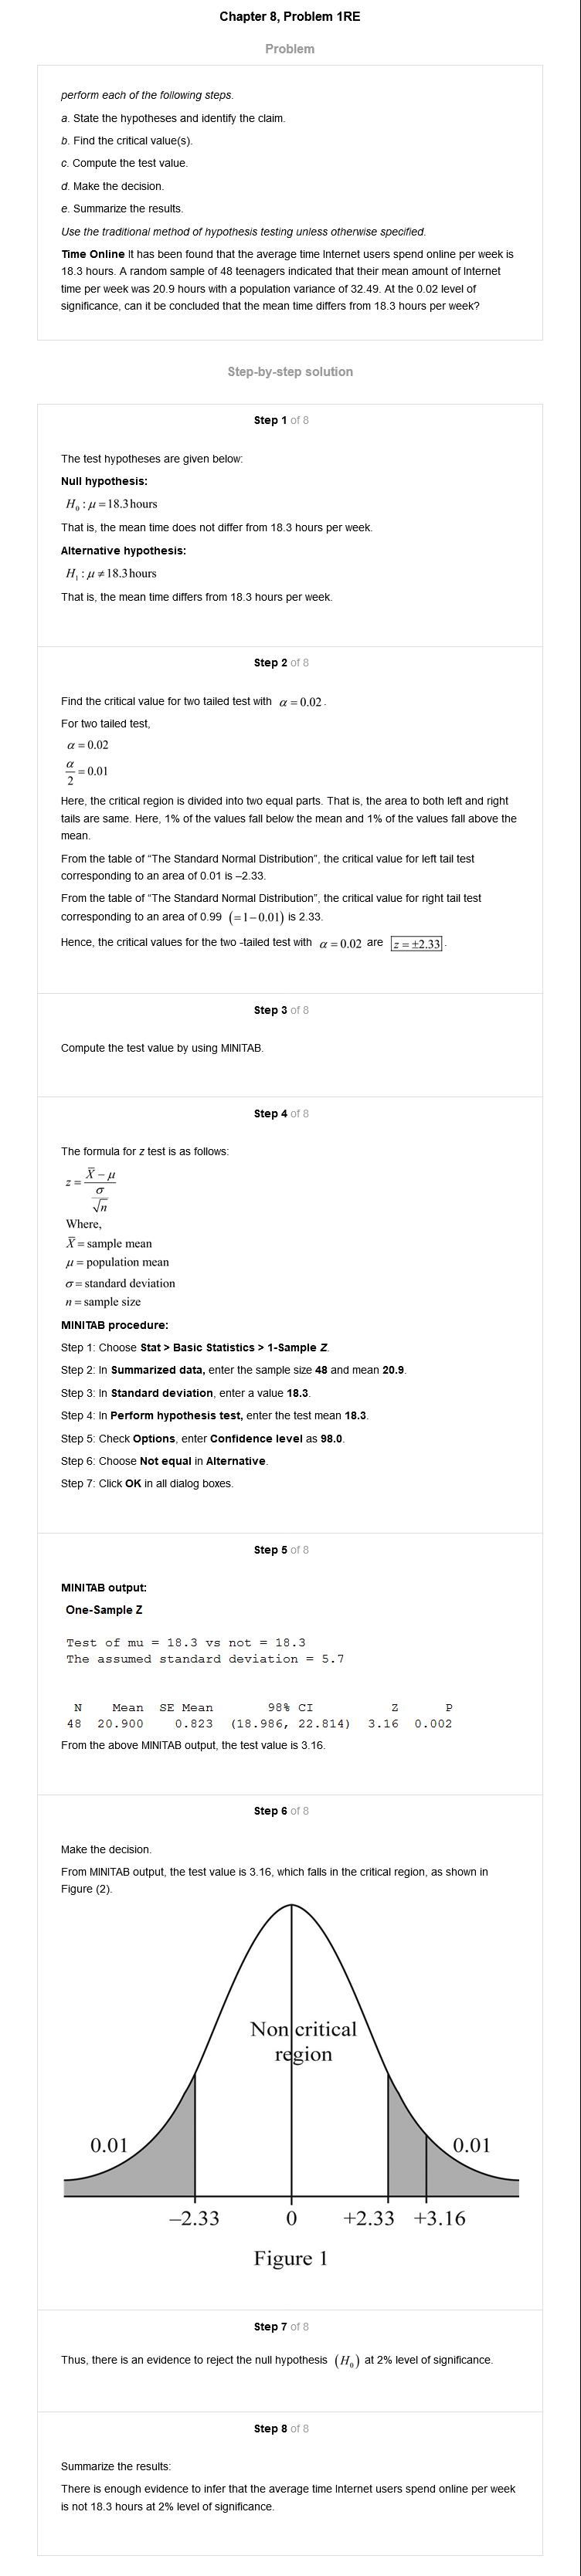 Chapter 8, Problem 1RE
Problem
perform each of the following steps.
a. State the hypotheses and identify the claim.
b. Find the critical value(s).
c. Compute the test value.
d. Make the decision.
e. Summarize the results.
Use the traditional method of hypothesis testing unless otherwise specified.
Time Online It has been found that the average time Internet users spend online per week is
18.3 hours. A random sample of 48 teenagers indicated that their mean amount of Internet
time per week was 20.9 hours with a population variance of 32.49. At the 0.02 level of
significance, can it be concluded that the mean time differs from 18.3 hours per week?
Step-by-step solution
Step 1 of 8
The test hypotheses are given below:
Null hypothesis:
H₀ : μ = 18.3 hours
That is, the mean time does not differ from 18.3 hours per week.
Alternative hypothesis:
H₁ : μ ≠ 18.3 hours
That is, the mean time differs from 18.3 hours per week.
Step 2 of 8
Find the critical value for two tailed test with α = 0.02 .
For two tailed test,
α = 0.02
α/2 = 0.01
Here, the critical region is divided into two equal parts. That is, the area to both left and right
tails are same. Here, 1% of the values fall below the mean and 1% of the values fall above the
mean.
From the table of “The Standard Normal Distribution”, the critical value for left tail test
corresponding to an area of 0.01 is –2.33.
From the table of “The Standard Normal Distribution”, the critical value for right tail test
corresponding to an area of 0.99 (= 1 – 0.01) is 2.33.
Hence, the critical values for the two -tailed test with α = 0.02 are z = ±2.33 .
Step 3 of 8
Compute the test value by using MINITAB.
Step 4 of 8
The formula for z test is as follows:
z = (X̄ – μ)/(σ/√n)
Where,
X̄ = sample mean
μ = population mean
σ = standard deviation
n = sample size
MINITAB procedure:
Step 1: Choose Stat > Basic Statistics > 1-Sample Z.
Step 2: In Summarized data, enter the sample size 48 and mean 20.9.
Step 3: In Standard deviation, enter a value 18.3.
Step 4: In Perform hypothesis test, enter the test mean 18.3.
Step 5: Check Options, enter Confidence level as 98.0.
Step 6: Choose Not equal in Alternative.
Step 7: Click OK in all dialog boxes.
Step 5 of 8
MINITAB output:
One-Sample Z
Test of mu = 18.3 vs not = 18.3
The assumed standard deviation = 5.7
N Mean SE Mean 98% CI Z P
48 20.900 0.823 (18.986, 22.814) 3.16 0.002
From the above MINITAB output, the test value is 3.16.
Step 6 of 8
Make the decision.
From MINITAB output, the test value is 3.16, which falls in the critical region, as shown in
Figure (2).
Non critical
region
0.01 0.01
–2.33 0 +2.33 +3.16
Figure 1
Step 7 of 8
Thus, there is an evidence to reject the null hypothesis (H₀) at 2% level of significance.
Step 8 of 8
Summarize the results:
There is enough evidence to infer that the average time Internet users spend online per week
is not 18.3 hours at 2% level of significance.